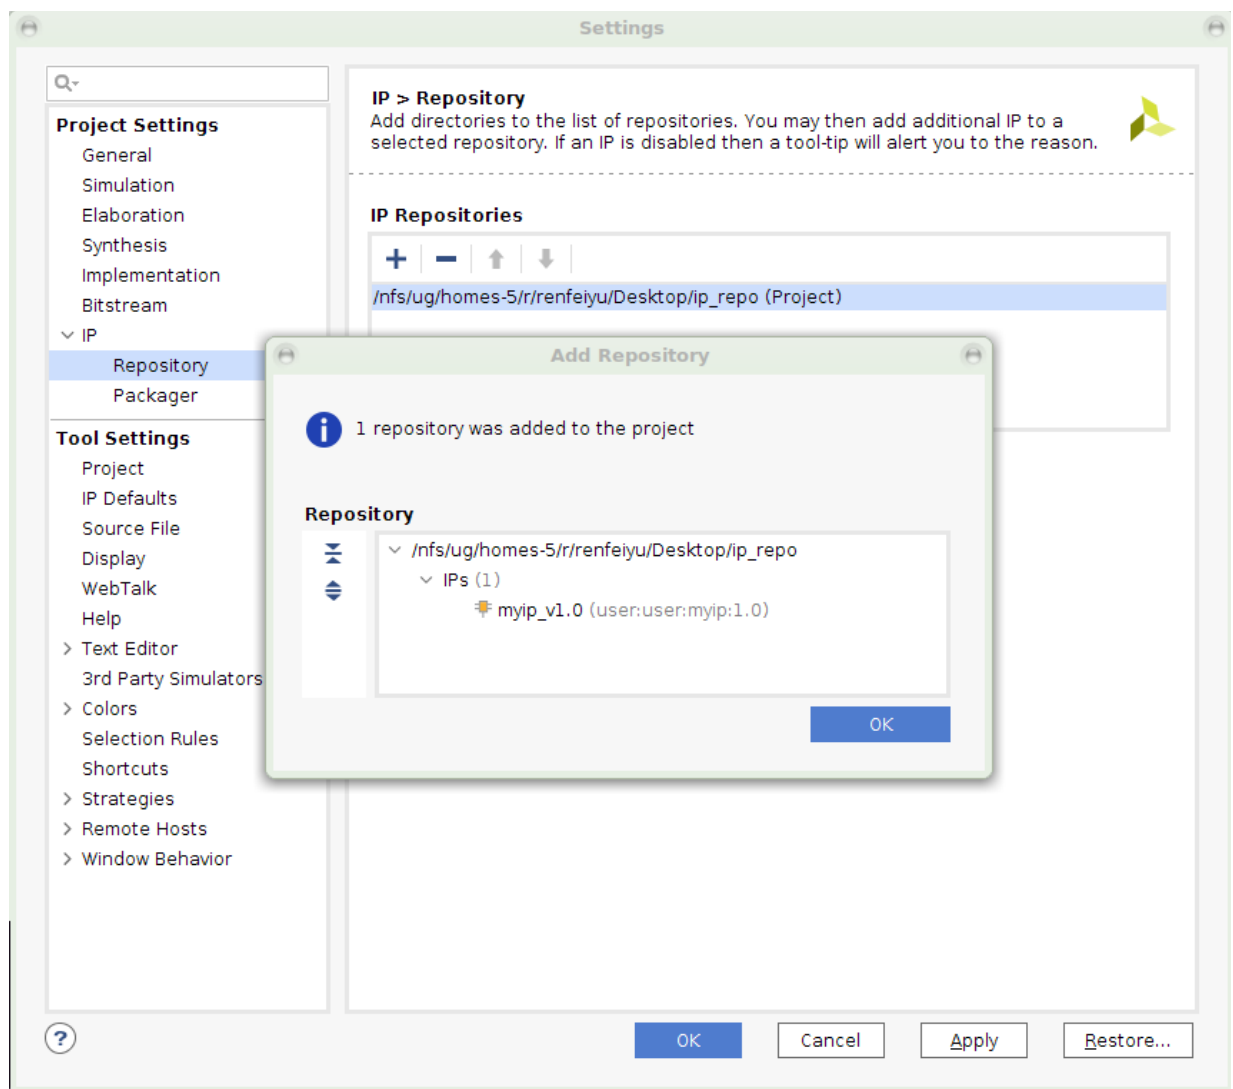 Settings
Project Settings
General
Simulation
Elaboration
Synthesis
Implementation
Bitstream
IP
Repository
Packager
Tool Settings
Project
IP Defaults
Source File
Display
WebTalk
Help
Text Editor
3rd Party Simulators
Colors
Selection Rules
Shortcuts
Strategies
Remote Hosts
Window Behavior
IP > Repository
Add directories to the list of repositories. You may then add additional IP to a
selected repository. If an IP is disabled then a tool-tip will alert you to the reason.
IP Repositories
/nfs/ug/homes-5/r/renfeiyu/Desktop/ip_repo (Project)
Add Repository
1 repository was added to the project
Repository
/nfs/ug/homes-5/r/renfeiyu/Desktop/ip_repo
IPs (1)
myip_v1.0 (user:user:myip:1.0)
OK
?
OK
Cancel
Apply
Restore...